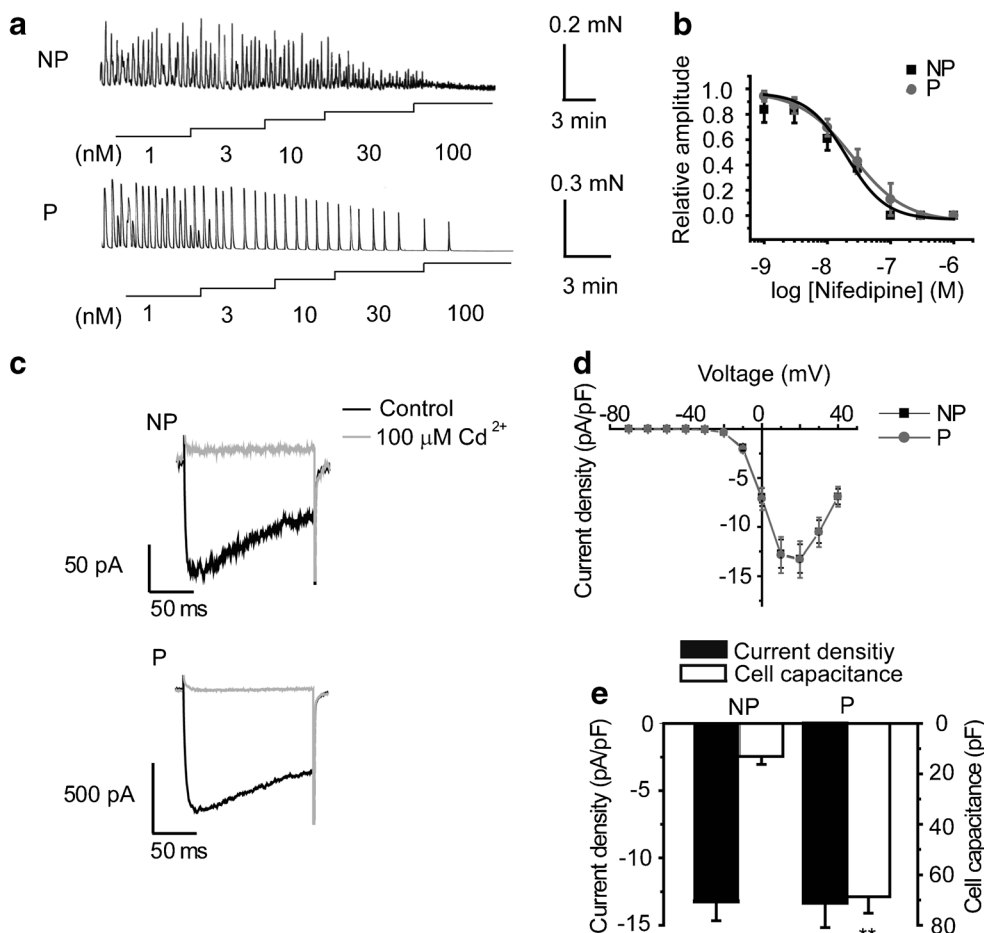 a
NP
0.2 mN
3 min
(nM) 1 3 10 30 100
P
0.3 mN
3 min
(nM) 1 3 10 30 100
b
NP
P
Relative amplitude
1.0
0.8
0.6
0.4
0.2
0.0
-9 -8 -7 -6
log [Nifedipine] (M)
c
NP
Control
100 μM Cd2+
50 pA
50 ms
P
500 pA
50 ms
d
Voltage (mV)
-80 -40 0 40
NP
P
Current density (pA/pF)
-5
-10
-15
Current densitiy
Cell capacitance
e
NP P
Current density (pA/pF)
0
-5
-10
-15
0
20
40
60
80
Cell capacitance (pF)
**